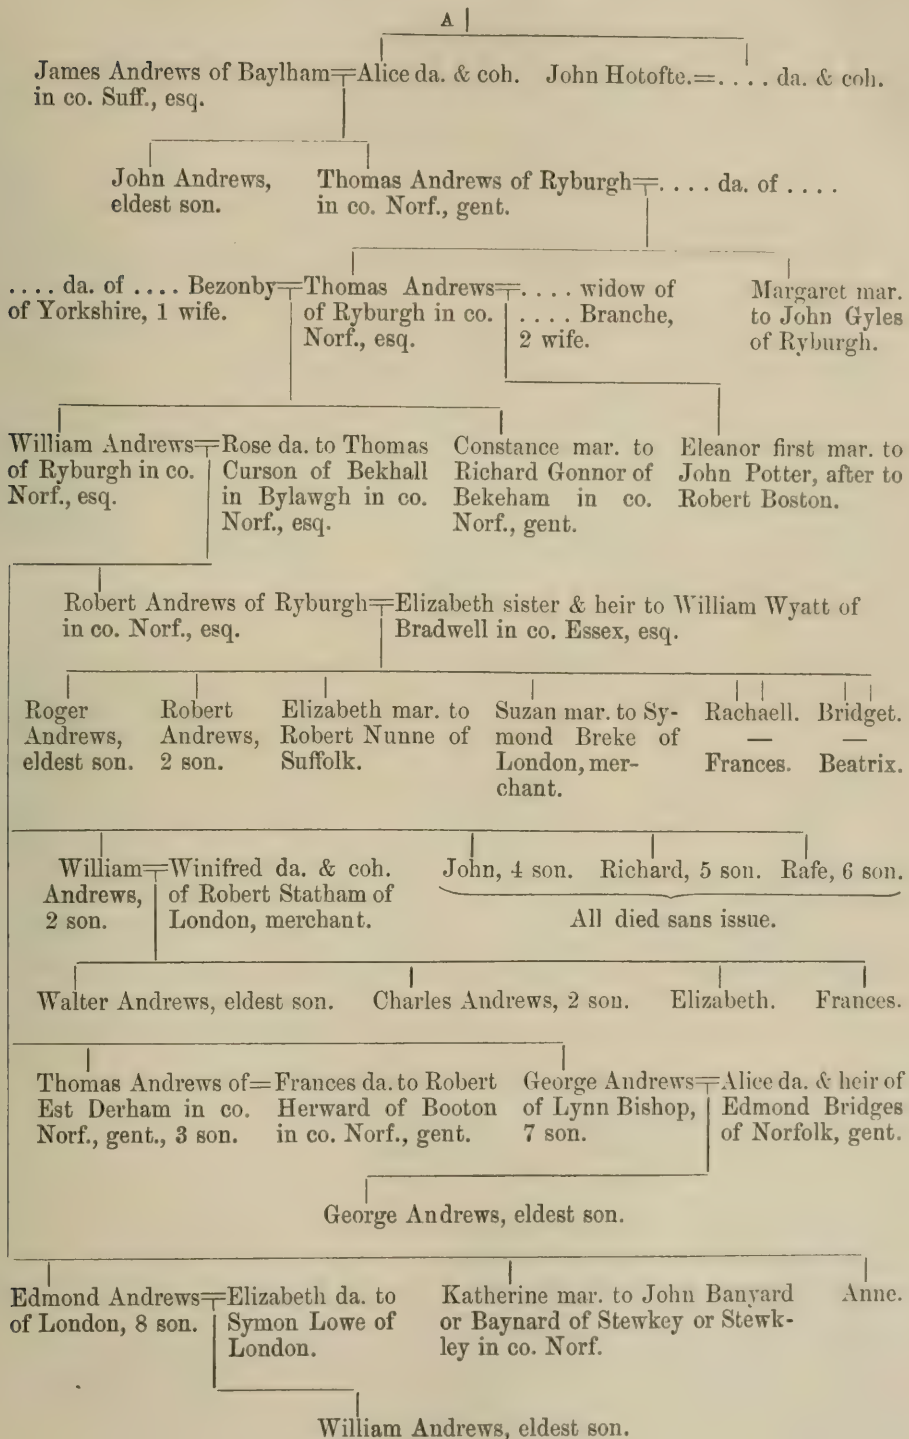 A
James Andrews of Baylham=Alice da. & coh. John Hotofte.=. . . . da. & coh.
in co. Suff., esq.
John Andrews, Thomas Andrews of Ryburgh=. . . . da. of . . . .
eldest son. in co. Norf., gent.
. . . . da. of . . . . Bezonby=Thomas Andrews=. . . . widow of Margaret mar.
of Yorkshire, 1 wife. of Ryburgh in co. . . . . Branche, to John Gyles
Norf., esq. 2 wife. of Ryburgh.
William Andrews=Rose da. to Thomas Constance mar. to Eleanor first mar. to
of Ryburgh in co. Curson of Bekhall Richard Gonnor of John Potter, after to
Norf., esq. in Bylawgh in co. Bekeham in co. Robert Boston.
Norf., esq. Norf., gent.
Robert Andrews of Ryburgh=Elizabeth sister & heir to William Wyatt of
in co. Norf., esq. Bradwell in co. Essex, esq.
Roger Robert Elizabeth mar. to Suzan mar. to Sy- Rachaell. Bridget.
Andrews, Andrews, Robert Nunne of mond Breke of — —
eldest son. 2 son. Suffolk. London, mer- Frances. Beatrix.
chant.
William=Winifred da. & coh. John, 4 son. Richard, 5 son. Rafe, 6 son.
Andrews, of Robert Statham of
2 son. London, merchant. All died sans issue.
Walter Andrews, eldest son. Charles Andrews, 2 son. Elizabeth. Frances.
Thomas Andrews of=Frances da. to Robert George Andrews=Alice da. & heir of
Est Derham in co. Herward of Booton of Lynn Bishop, Edmond Bridges
Norf., gent., 3 son. in co. Norf., gent. 7 son. of Norfolk, gent.
George Andrews, eldest son.
Edmond Andrews=Elizabeth da. to Katherine mar. to John Banyard Anne.
of London, 8 son. Symon Lowe of or Baynard of Stewkey or Stewk-
London. ley in co. Norf.
William Andrews, eldest son.